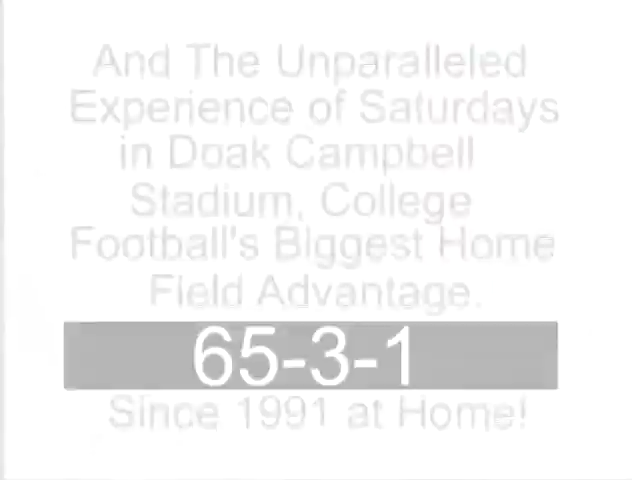 And The Unparalleled
Experience of Saturdays
in Doak Campbell
Stadium, College
Football's Biggest Home
Field Advantage.
65-3-1
Since 1991 at Home!